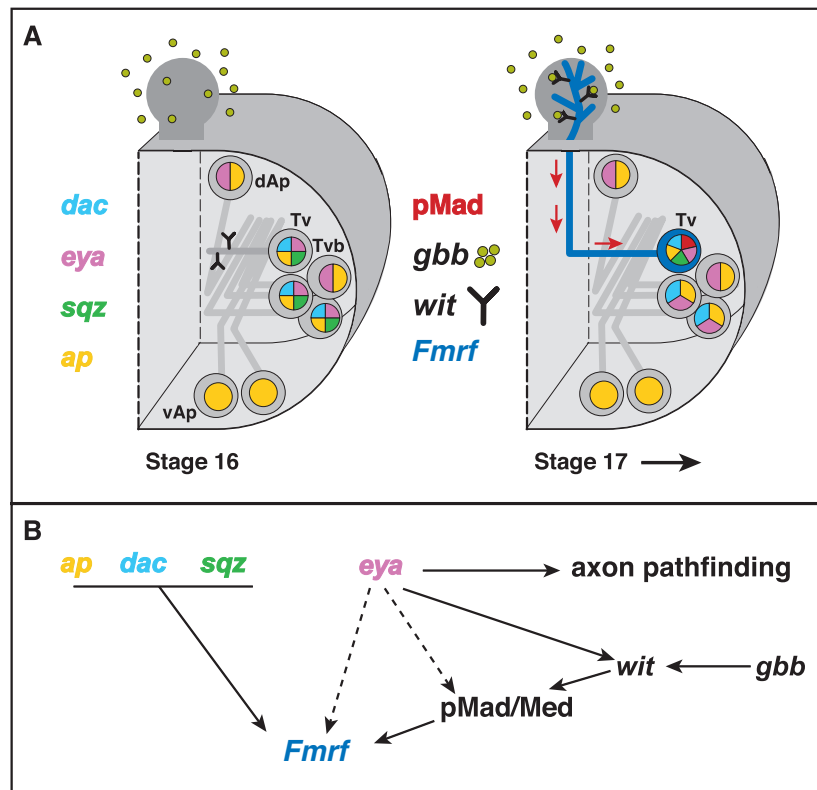 A
dAp
dac
Tv
pMad
Tv
eya
Tvb
gbb
sqz
wit
ap
Fmrf
vAp
Stage 16
Stage 17
B
ap dac sqz
eya
axon pathfinding
wit
gbb
pMad/Med
Fmrf